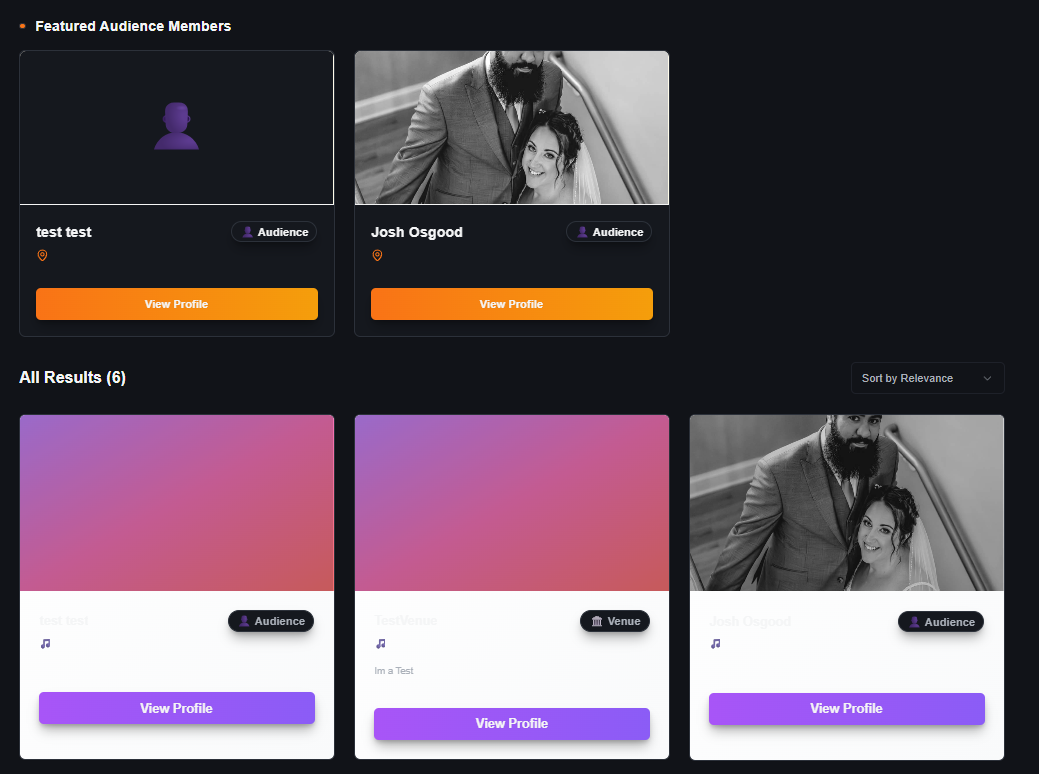 Featured Audience Members
test test
Audience
Josh Osgood
Audience
View Profile
View Profile
All Results (6)
Sort by Relevance
test test
Audience
TestVenue
Venue
Josh Osgood
Audience
Im a Test
View Profile
View Profile
View Profile